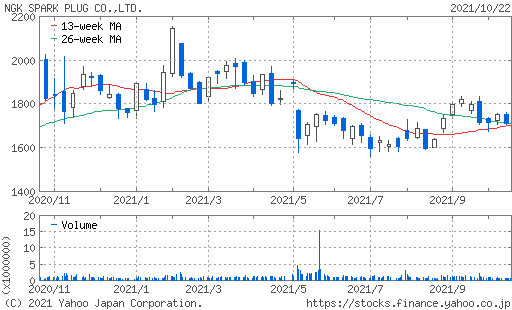 NGK SPARK PLUG CO.,LTD. 2021/10/22
13-week MA
26-week MA
2200
2000
1800
1600
1400
2020/11 2021/1 2021/3 2021/5 2021/7 2021/9
Volume
20
15
10
5
0
(x1000000)
2020/11 2021/1 2021/3 2021/5 2021/7 2021/9
(C) 2021 Yahoo Japan Corporation. https://stocks.finance.yahoo.co.jp/